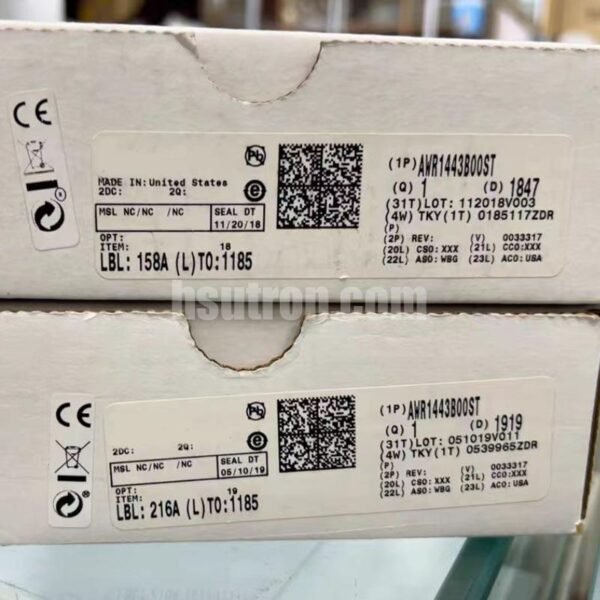 CE
Pb
e
MADE IN: United States
2DC: 2Q:
MSL NC/NC /NC SEAL DT
11/20/18
OPT:
ITEM: 18
LBL: 158A (L)TO:1185
(1P) AWR1443BOOST
(Q) 1 (D) 1847
(31T)LOT: 112018V003
(4W) TKY(1T) 0185117ZDR
(P)
(2P) REV: (V) 0033317
(20L) CSO:XXX (21L) CCO:XXX
(22L) ASO:WBG (23L) ACO:USA
hsutron.com
CE
Pb
e
2DC: 2Q:
MSL NC/NC /NC SEAL DT
05/10/19
OPT:
ITEM: 19
LBL: 216A (L)TO:1185
(1P) AWR1443BOOST
(Q) 1 (D) 1919
(31T)LOT: 051019V011
(4W) TKY(1T) 0539965ZDR
(P)
(2P) REV: (V) 0033317
(20L) CSO:XXX (21L) CCO:XXX
(22L) ASO:WBG (23L) ACO:USA